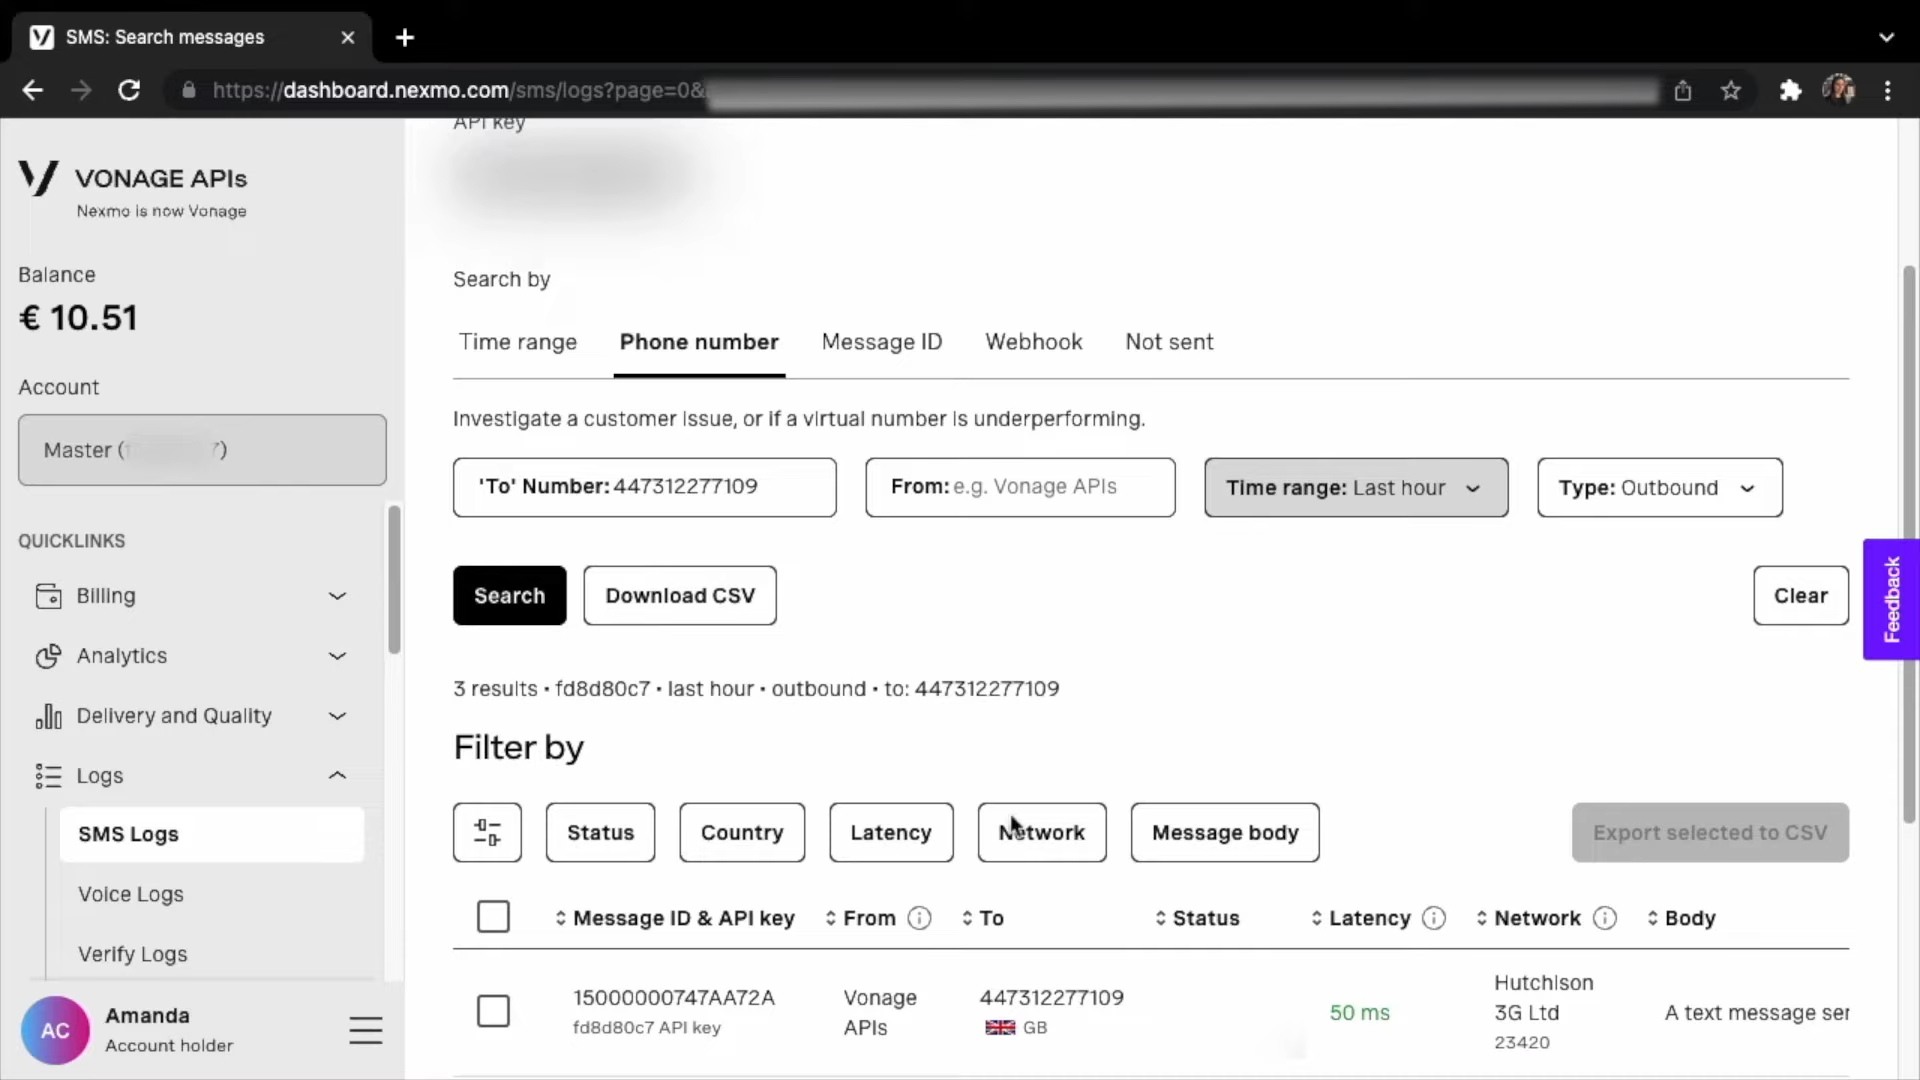 SMS: Search messages
https://dashboard.nexmo.com/sms/logs?page=0&
VONAGE APIs
Nexmo is now Vonage
Balance
€ 10.51
Account
Master (
7)
QUICKLINKS
Billing
Analytics
Delivery and Quality
Logs
SMS Logs
Voice Logs
Verify Logs
AC
Amanda
Account holder
API key
Search by
Time range
Phone number
Message ID
Webhook
Not sent
Investigate a customer issue, or if a virtual number is underperforming.
'To' Number: 447312277109
From: e.g. Vonage APIs
Time range: Last hour
Type: Outbound
Search
Download CSV
Clear
Feedback
3 results • fd8d80c7 • last hour • outbound • to: 447312277109
Filter by
Status
Country
Latency
Network
Message body
Export selected to CSV
Message ID & API key
From
To
Status
Latency
Network
Body
15000000747AA72A
fd8d80c7 API key
Vonage
APIs
447312277109
GB
50 ms
Hutchison
3G Ltd
23420
A text message ser